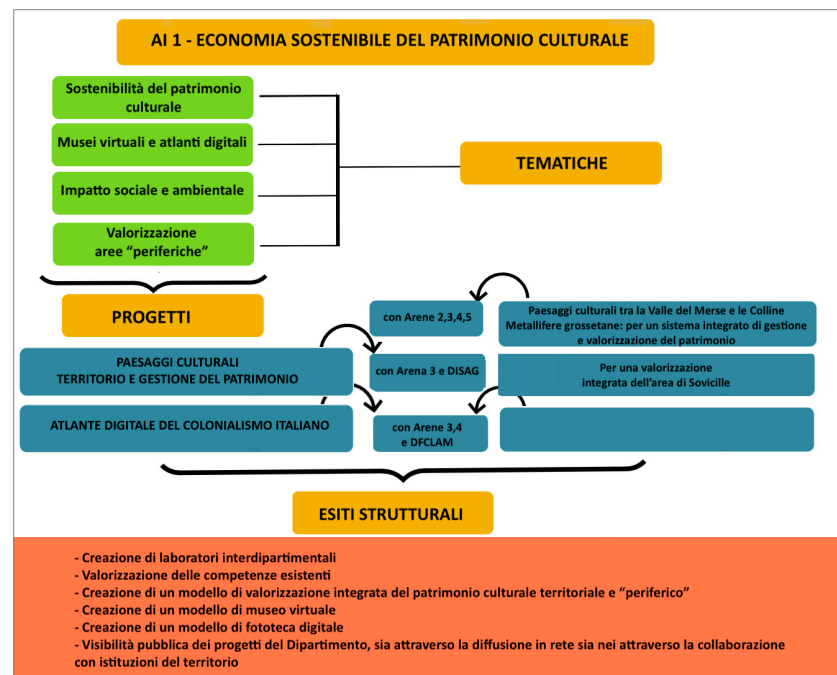 AI 1 - ECONOMIA SOSTENIBILE DEL PATRIMONIO CULTURALE
Sostenibilità del patrimonio
culturale
Musei virtuali e atlanti digitali
TEMATICHE
Impatto sociale e ambientale
Valorizzazione
aree “periferiche”
PROGETTI
con Arene 2,3,4,5
Paesaggi culturali tra la Valle del Merse e le Colline
Metallifere grossetane: per un sistema integrato di gestione
e valorizzazione del patrimonio
PAESAGGI CULTURALI
TERRITORIO E GESTIONE DEL PATRIMONIO
con Arena 3 e DISAG
Per una valorizzazione
integrata dell’area di Sovicille
ATLANTE DIGITALE DEL COLONIALISMO ITALIANO
con Arene 3,4
e DFCLAM
ESITI STRUTTURALI
- Creazione di laboratori interdipartimentali
- Valorizzazione delle competenze esistenti
- Creazione di un modello di valorizzazione integrata del patrimonio culturale territoriale e “periferico”
- Creazione di un modello di museo virtuale
- Creazione di un modello di fototeca digitale
- Visibilità pubblica dei progetti del Dipartimento, sia attraverso la diffusione in rete sia nei attraverso la collaborazione
con istituzioni del territorio